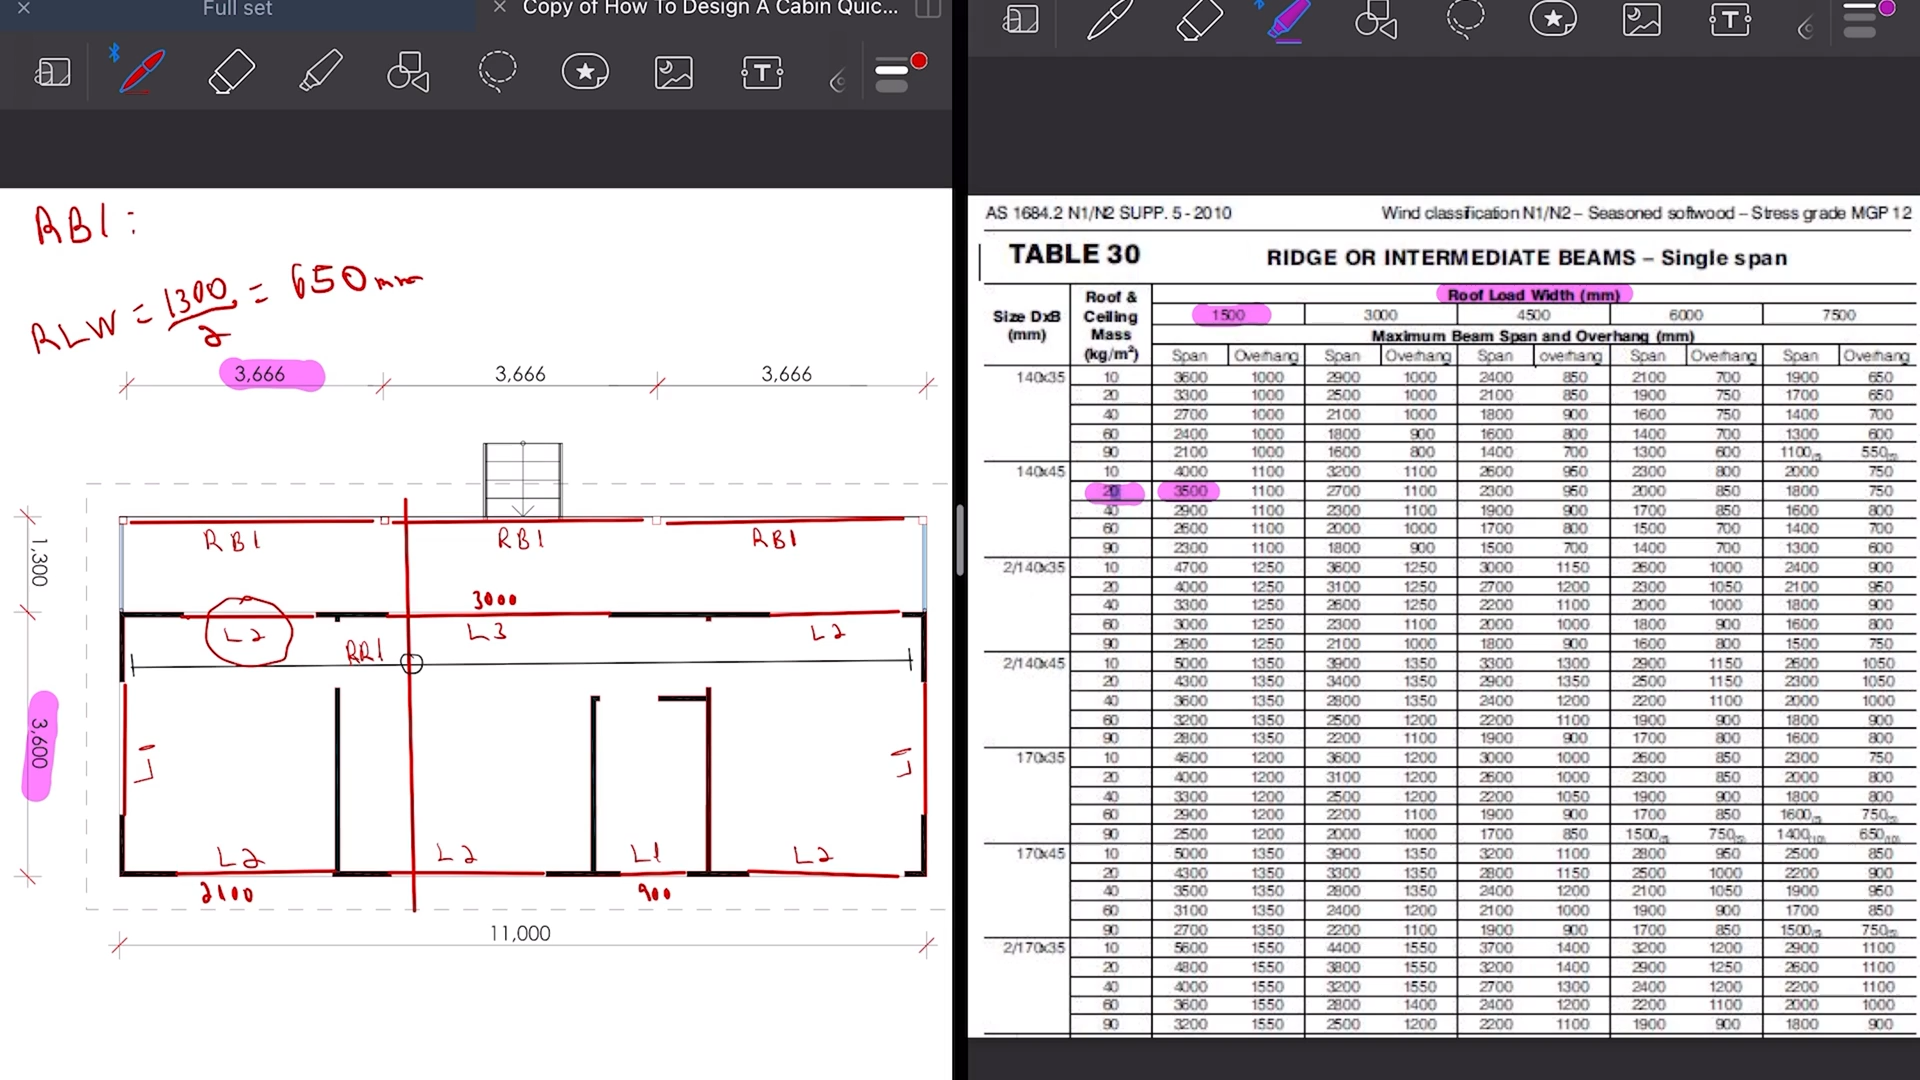 Full set
Copy of How To Design A Cabin Quic...
RB1:
RLW = 1300/2 = 650mm
3,666 3,666 3,666
RB1 RB1 RB1
1,300
3000
L2 L3 L2
RR1
3,600
L1 L1
L2 L2 L1 L2
2100 900
11,000
AS 1684.2 N1/N2 SUPP. 5 - 2010 Wind classification N1/N2 – Seasoned softwood – Stress grade MGP 12
TABLE 30 RIDGE OR INTERMEDIATE BEAMS – Single span
Size DxB (mm) Roof & Ceiling Mass (kg/m²) Roof Load Width (mm)
1500 3000 4500 6000 7500
Maximum Beam Span and Overhang (mm)
Span Overhang Span Overhang Span overhang Span Overhang Span Overhang
140x35 10 3600 1000 2900 1000 2400 850 2100 700 1900 650
20 3300 1000 2500 1000 2100 850 1900 750 1700 650
40 2700 1000 2100 1000 1800 900 1600 750 1400 700
60 2400 1000 1800 900 1600 800 1400 700 1300 600
90 2100 1000 1600 800 1400 700 1300 600 1100 550
140x45 10 4000 1100 3200 1100 2600 950 2300 800 2000 750
20 3500 1100 2700 1100 2300 950 2000 850 1800 750
40 2900 1100 2300 1100 1900 900 1700 850 1600 800
60 2600 1100 2000 1000 1700 800 1500 700 1400 700
90 2300 1100 1800 900 1500 700 1400 700 1300 600
2/140x35 10 4700 1250 3600 1250 3000 1150 2600 1000 2400 900
20 4000 1250 3100 1250 2700 1200 2300 1050 2100 950
40 3300 1250 2600 1250 2200 1100 2000 1000 1800 900
60 3000 1250 2300 1100 2000 1000 1800 900 1600 800
90 2600 1250 2100 1000 1800 900 1600 800 1500 750
2/140x45 10 5000 1350 3900 1350 3300 1300 2900 1150 2600 1050
20 4300 1350 3400 1350 2900 1350 2500 1150 2300 1050
40 3600 1350 2800 1350 2400 1200 2200 1100 2000 1000
60 3200 1350 2500 1200 2200 1100 1900 900 1800 900
90 2800 1350 2200 1100 1900 900 1700 800 1600 800
170x35 10 4600 1200 3600 1200 3000 1000 2600 850 2300 750
20 4000 1200 3100 1200 2600 1000 2300 850 2000 800
40 3300 1200 2500 1200 2200 1050 1900 900 1800 800
60 2900 1200 2200 1100 1900 900 1700 850 1600 750
90 2500 1200 2000 1000 1700 850 1500 750 1400 650
170x45 10 5000 1350 3900 1350 3200 1100 2800 950 2500 850
20 4300 1350 3300 1350 2800 1150 2500 1000 2200 900
40 3500 1350 2800 1350 2400 1200 2100 1050 1900 950
60 3100 1350 2400 1200 2100 1000 1900 900 1700 850
90 2700 1350 2200 1100 1900 900 1700 850 1500 750
2/170x35 10 5600 1550 4400 1550 3700 1400 3200 1200 2900 1100
20 4800 1550 3800 1550 3200 1400 2900 1250 2600 1100
40 4000 1550 3200 1550 2700 1300 2400 1200 2200 1100
60 3600 1550 2800 1400 2400 1200 2200 1100 2000 1000
90 3200 1550 2500 1200 2200 1100 1900 900 1800 900